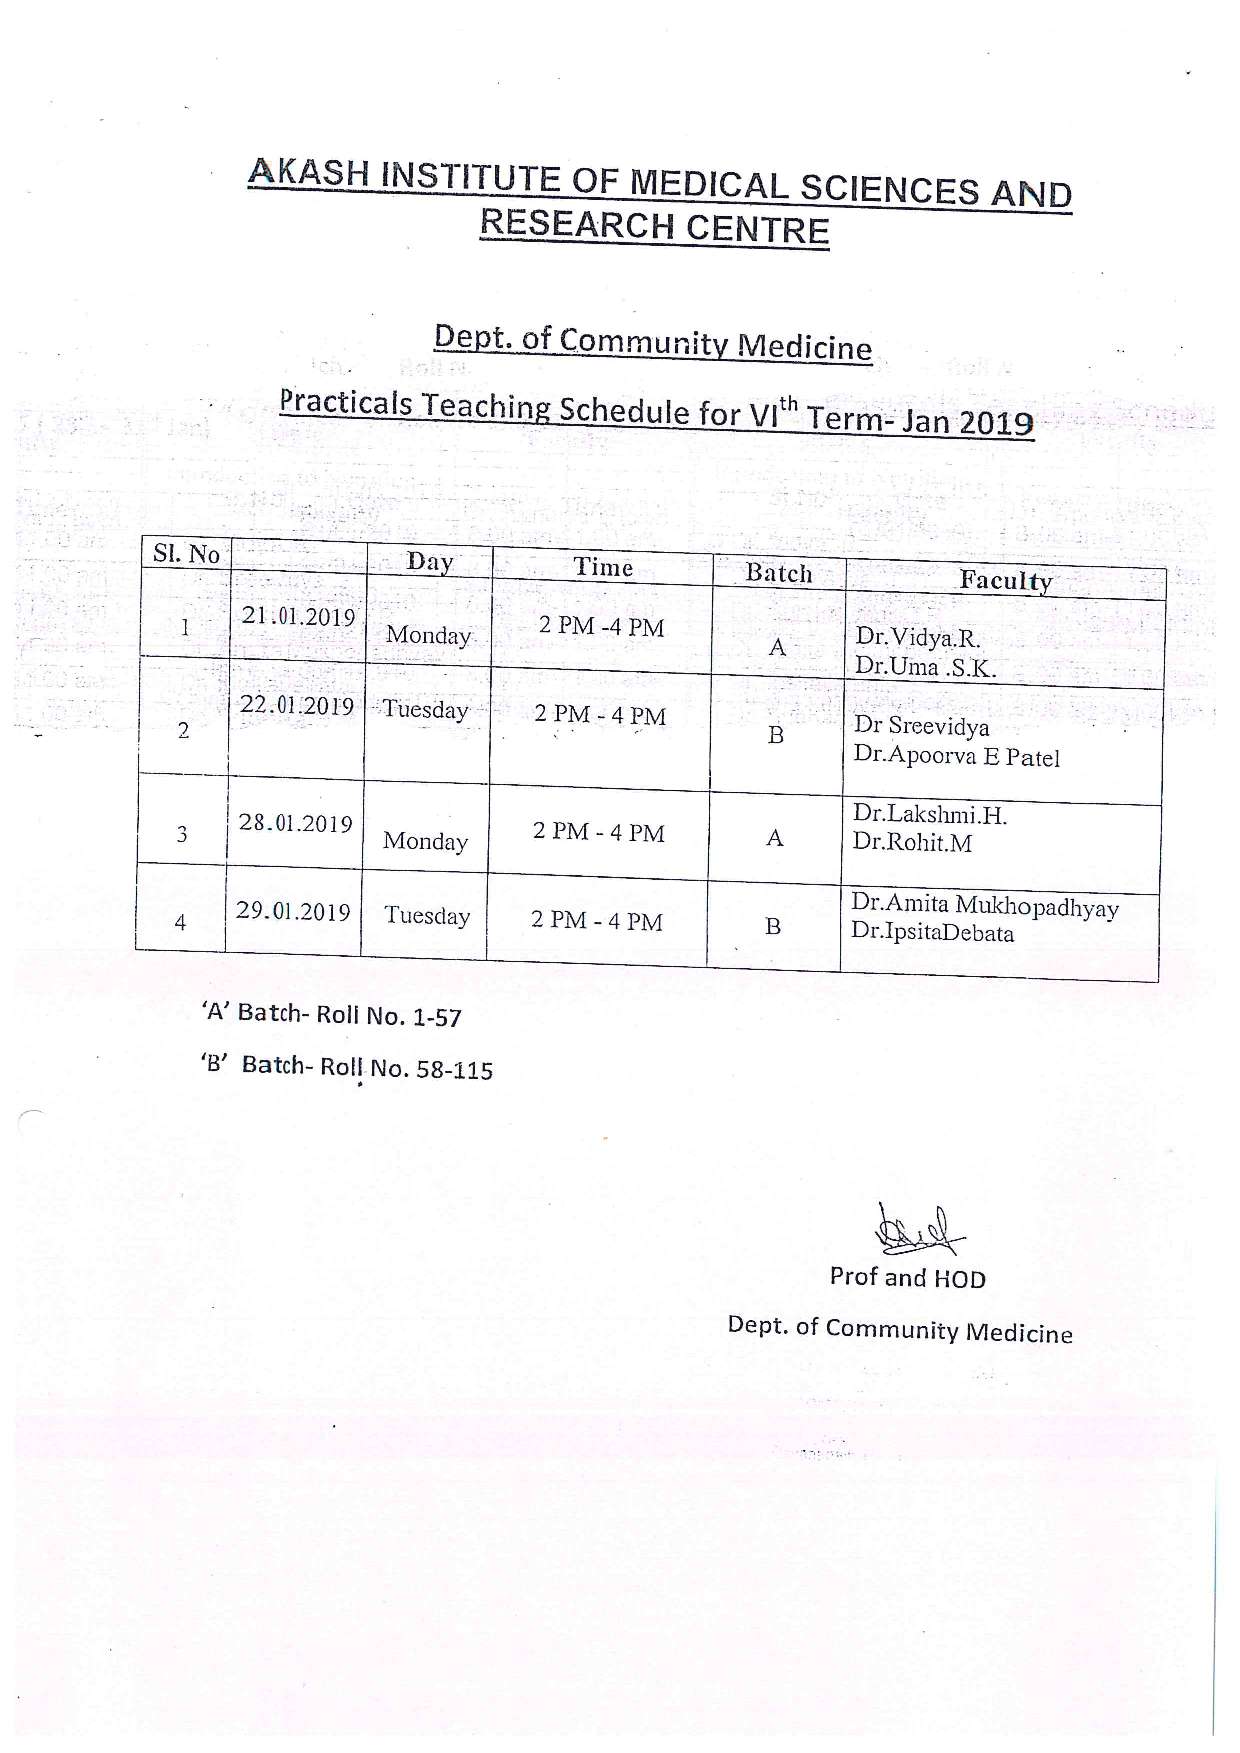 AKASH INSTITUTE OF MEDICAL SCIENCES AND
RESEARCH CENTRE
Dept. of Community Medicine
Practicals Teaching Schedule for VIth Term- Jan 2019
Sl. No Day Time Batch Faculty
1 21.01.2019 Monday 2 PM -4 PM A Dr.Vidya.R.
Dr.Uma .S.K.
2 22.01.2019 Tuesday 2 PM - 4 PM B Dr Sreevidya
Dr.Apoorva E Patel
3 28.01.2019 Monday 2 PM - 4 PM A Dr.Lakshmi.H.
Dr.Rohit.M
4 29.01.2019 Tuesday 2 PM - 4 PM B Dr.Amita Mukhopadhyay
Dr.IpsitaDebata
‘A’ Batch- Roll No. 1-57
‘B’ Batch- Roll No. 58-115
Prof and HOD
Dept. of Community Medicine